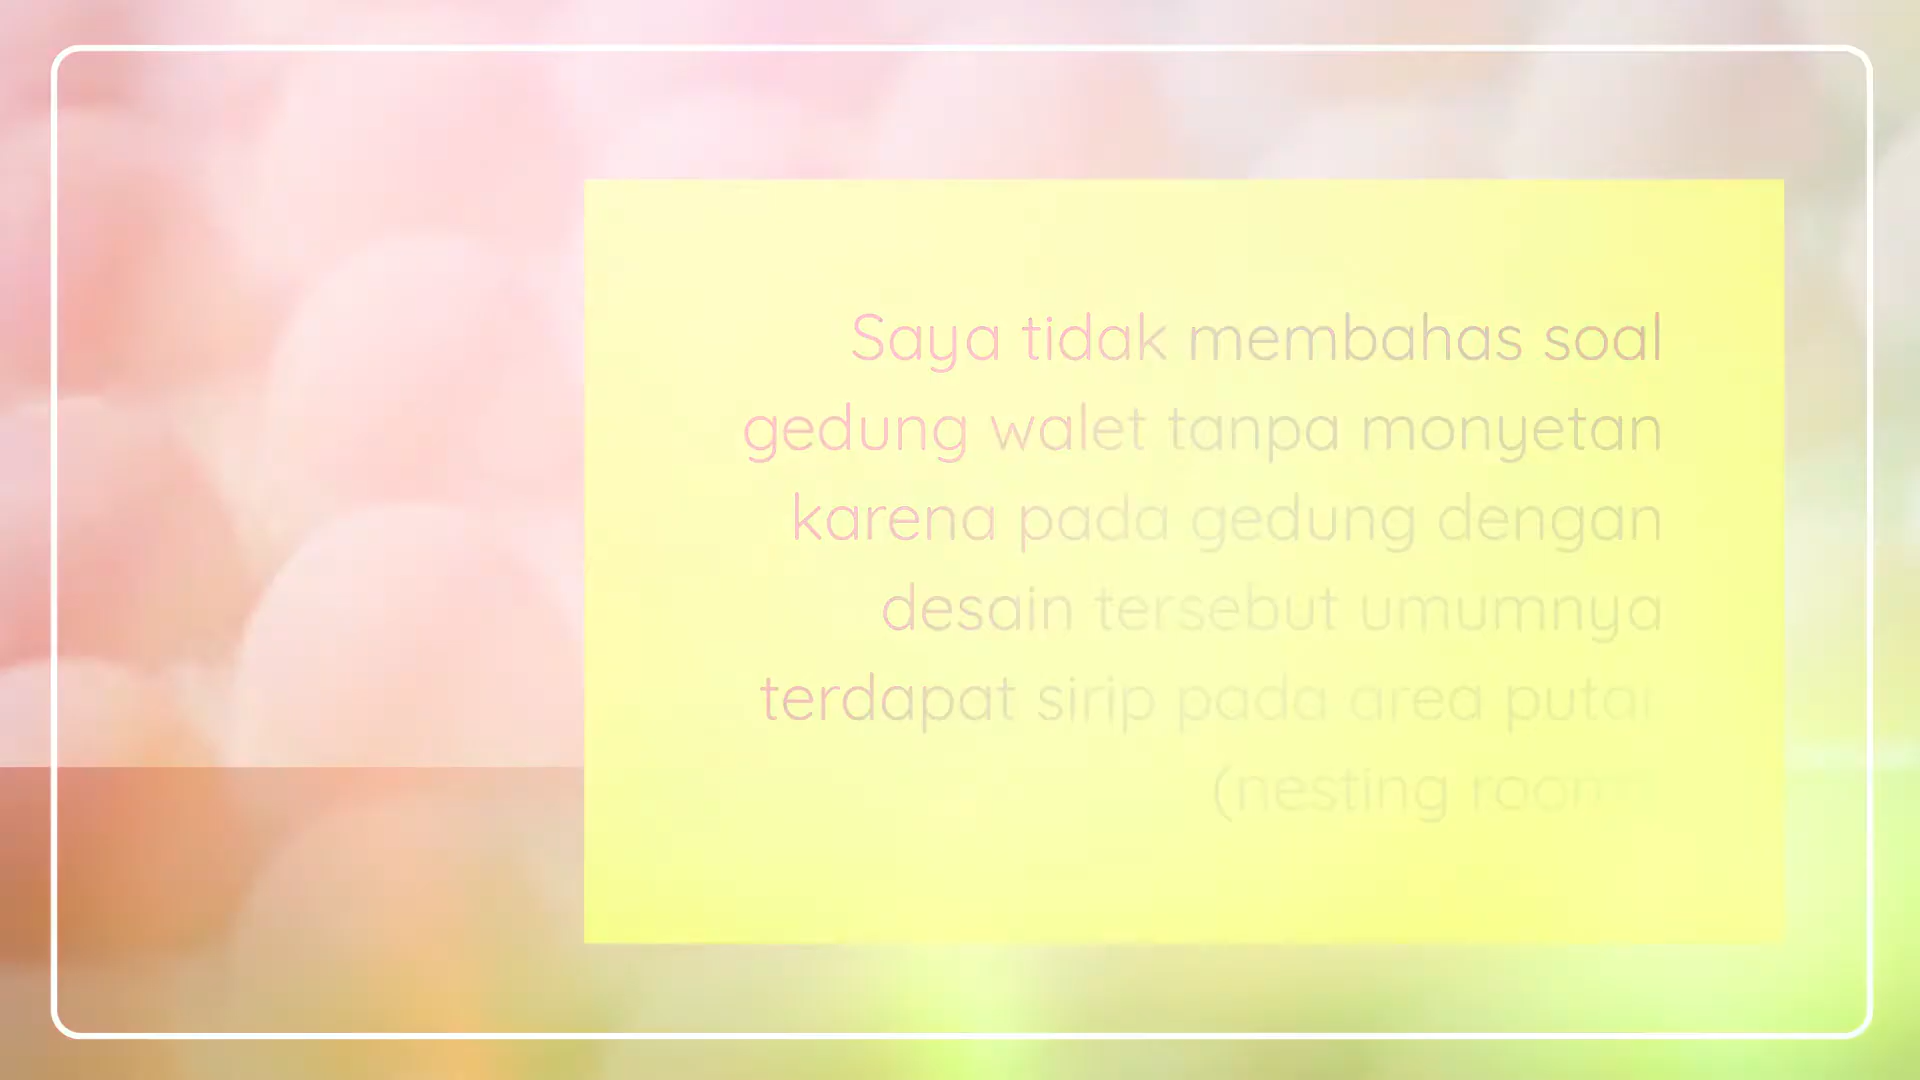 Saya tidak membahas soal
gedung walet tanpa monyetan
karena pada gedung dengan
desain tersebut umumnya
terdapat sirip pada area
(nesting